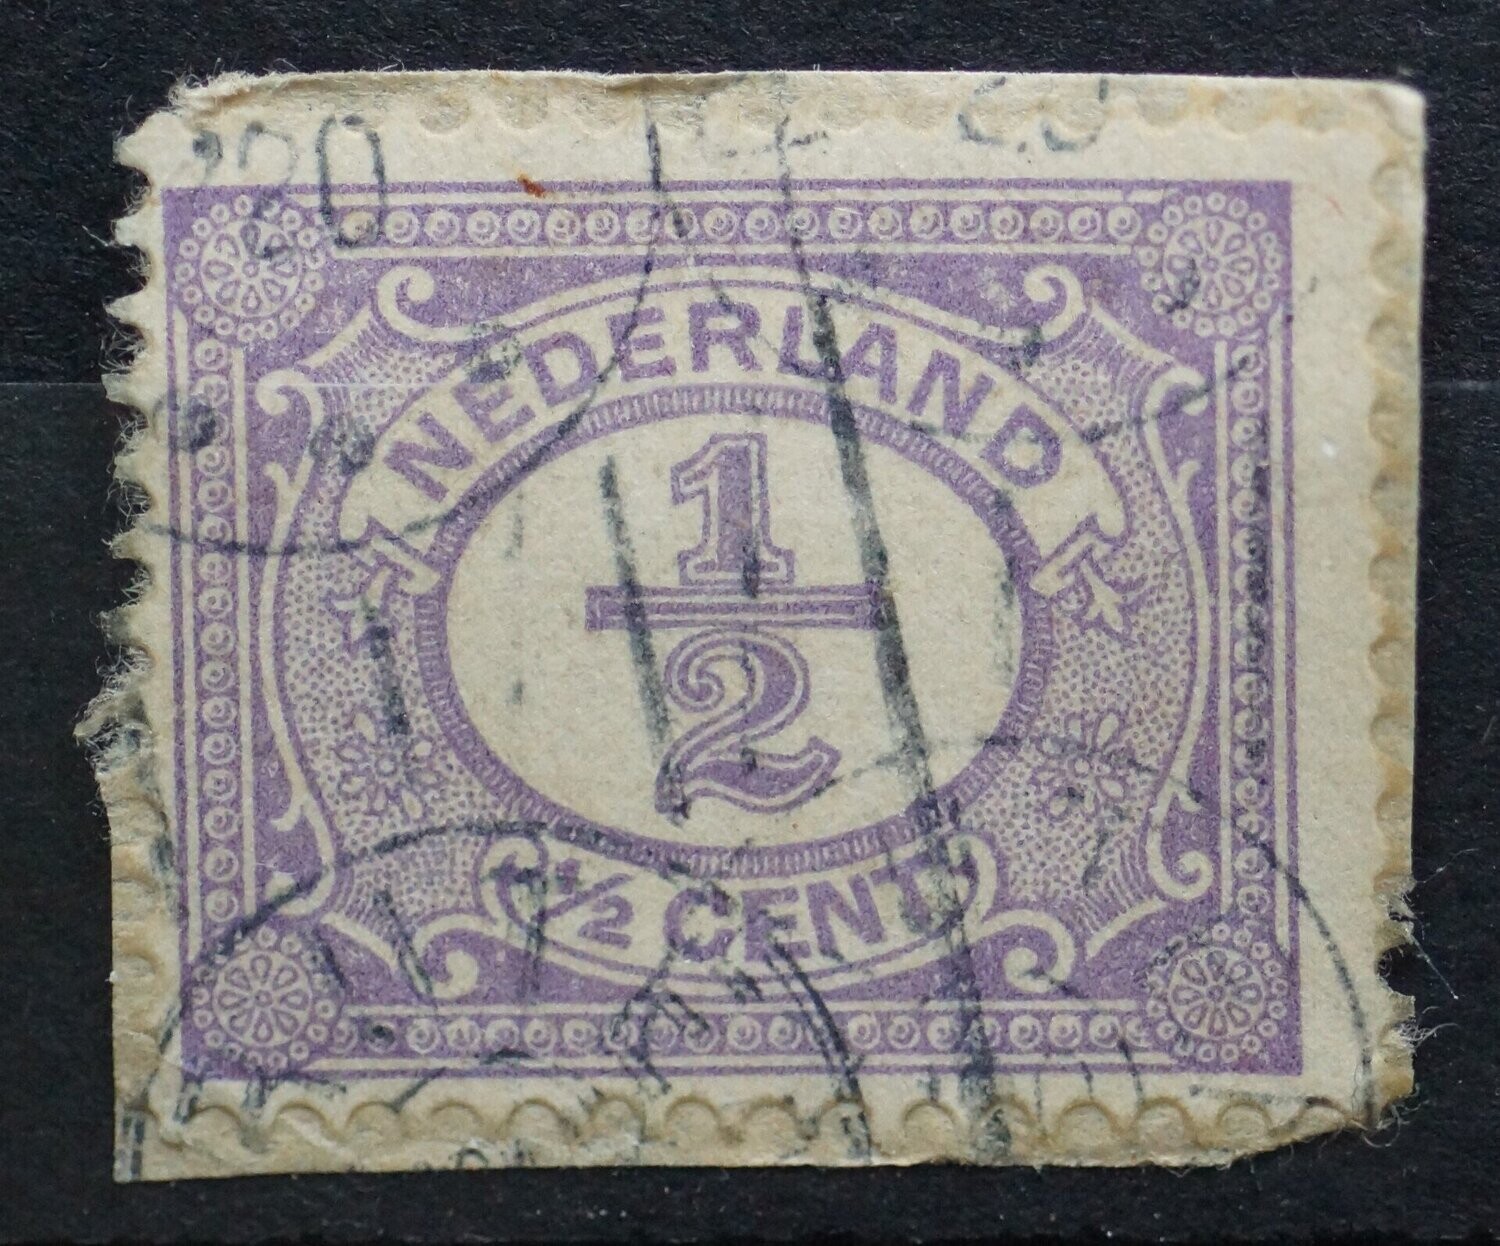 NEDERLAND
1
2
½ CENT